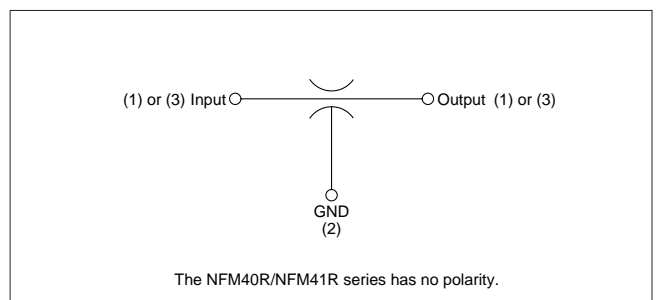 (1) or (3) Input Output (1) or (3)
GND
(2)
The NFM40R/NFM41R series has no polarity.